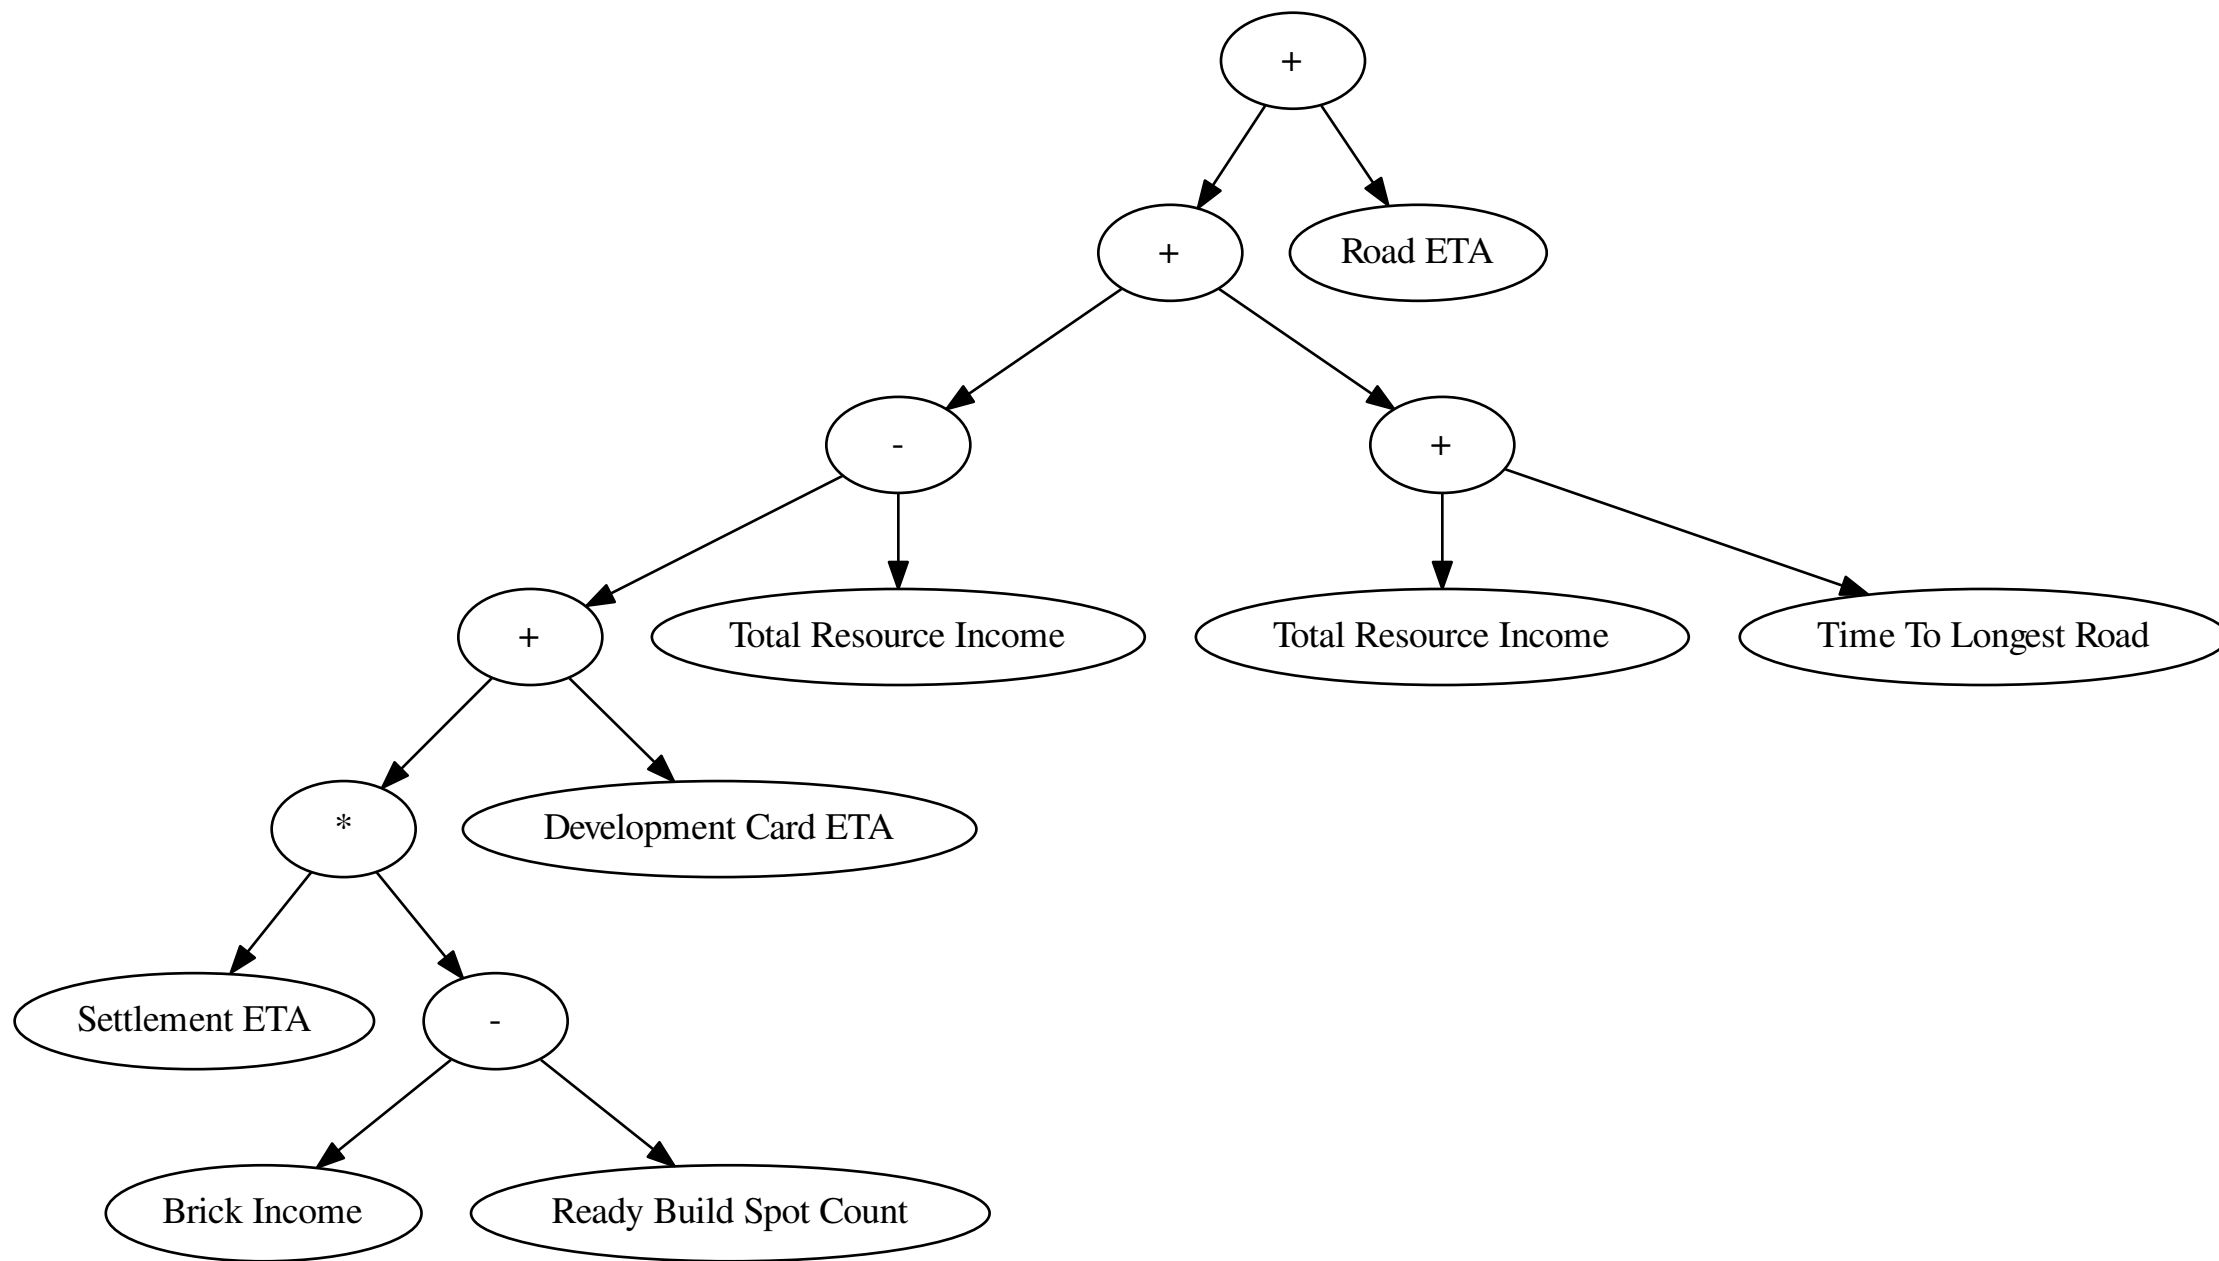 +
+
Road ETA
-
+
+
Total Resource Income
Total Resource Income
Time To Longest Road
*
Development Card ETA
Settlement ETA
-
Brick Income
Ready Build Spot Count